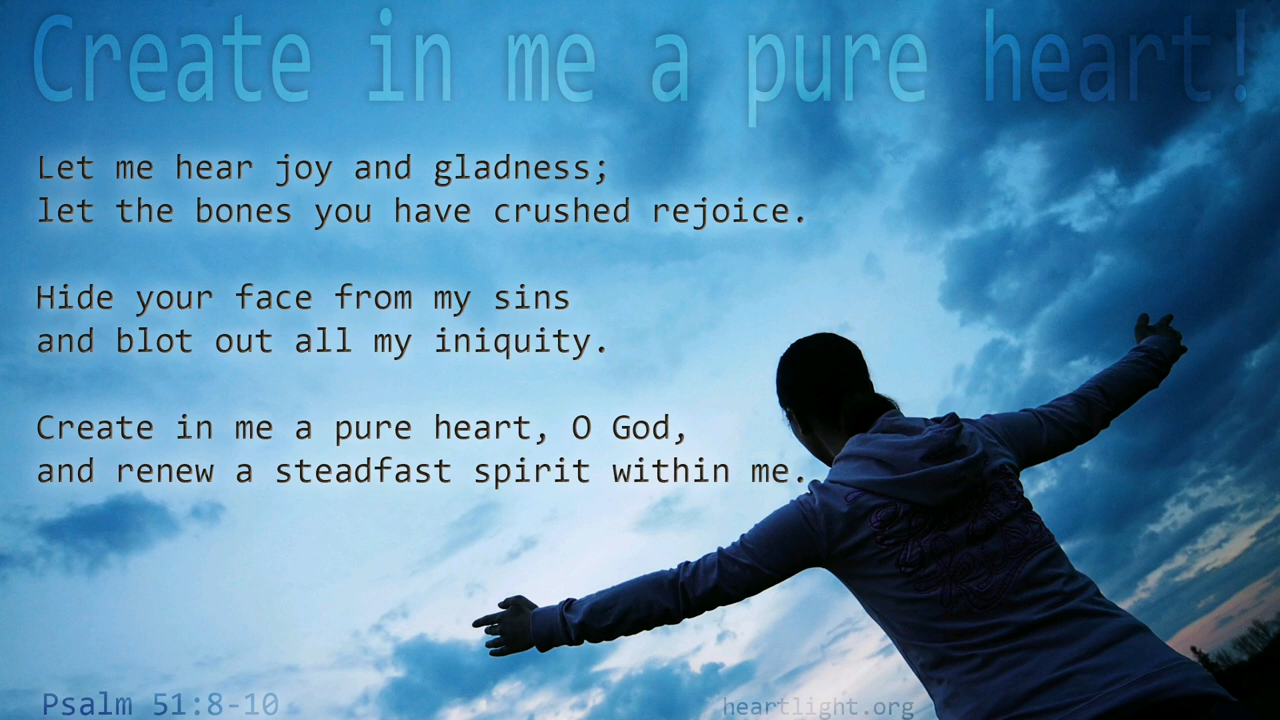 Create in me a pure heart!
Let me hear joy and gladness;
let the bones you have crushed rejoice.
Hide your face from my sins
and blot out all my iniquity.
Create in me a pure heart, O God,
and renew a steadfast spirit within me.
Psalm 51:8-10
heartlight.org